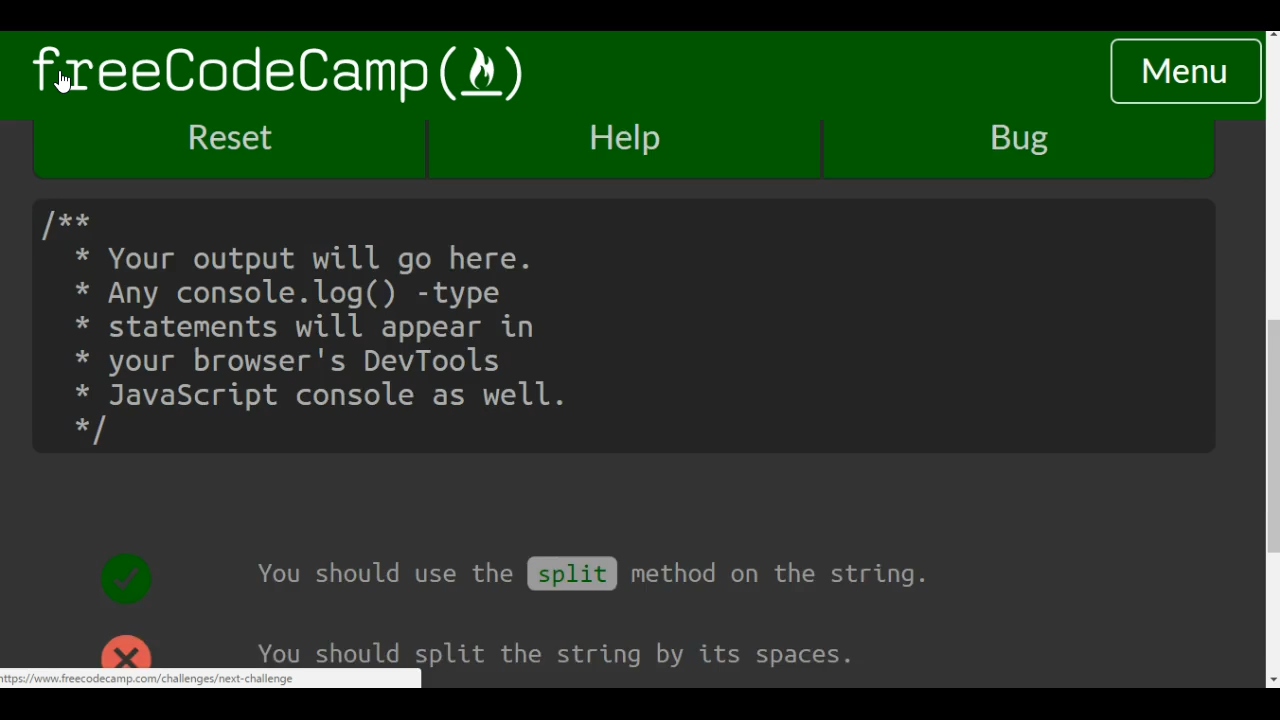 freeCodeCamp(🔥)
Menu
Reset
Help
Bug
/**
* Your output will go here.
* Any console.log() -type
* statements will appear in
* your browser's DevTools
* JavaScript console as well.
*/
You should use the split method on the string.
You should split the string by its spaces.
https://www.freecodecamp.com/challenges/next-challenge